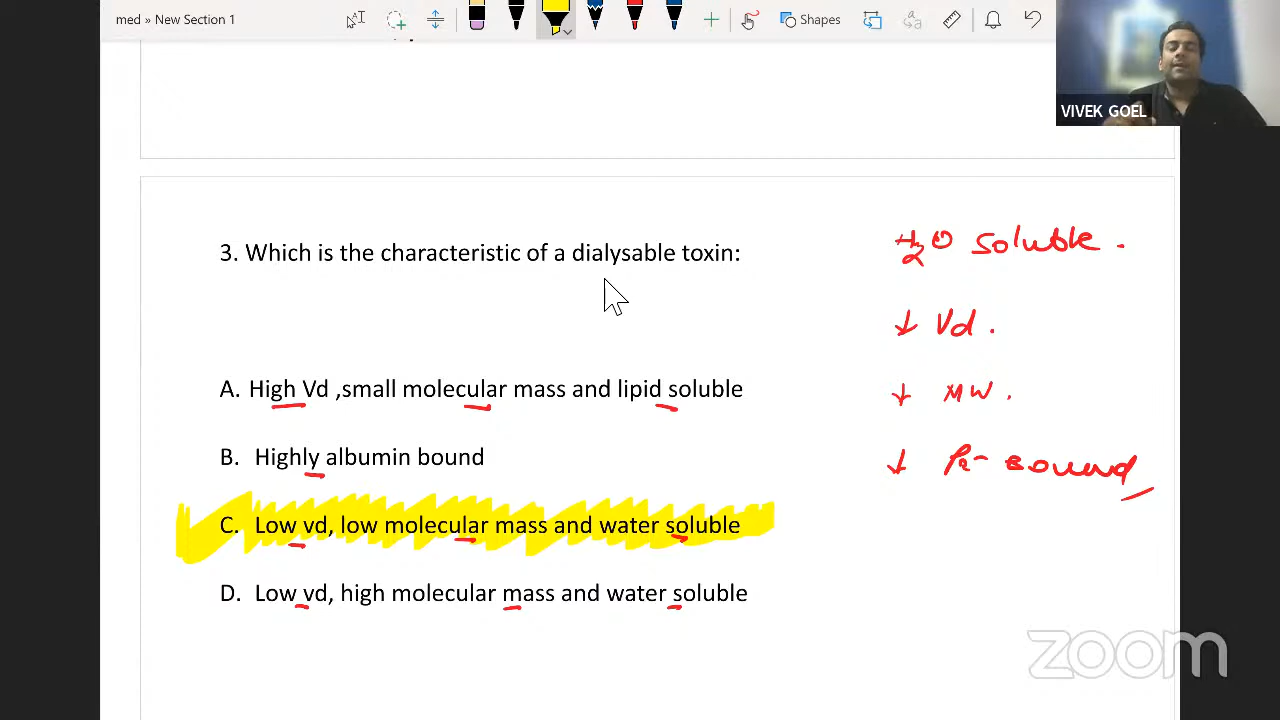 med » New Section 1
Shapes
VIVEK GOEL
3. Which is the characteristic of a dialysable toxin:
A. High Vd ,small molecular mass and lipid soluble
B. Highly albumin bound
C. Low vd, low molecular mass and water soluble
D. Low vd, high molecular mass and water soluble
H2O soluble.
↓ Vd.
↓ MW.
↓ Pr- Bound
zoom